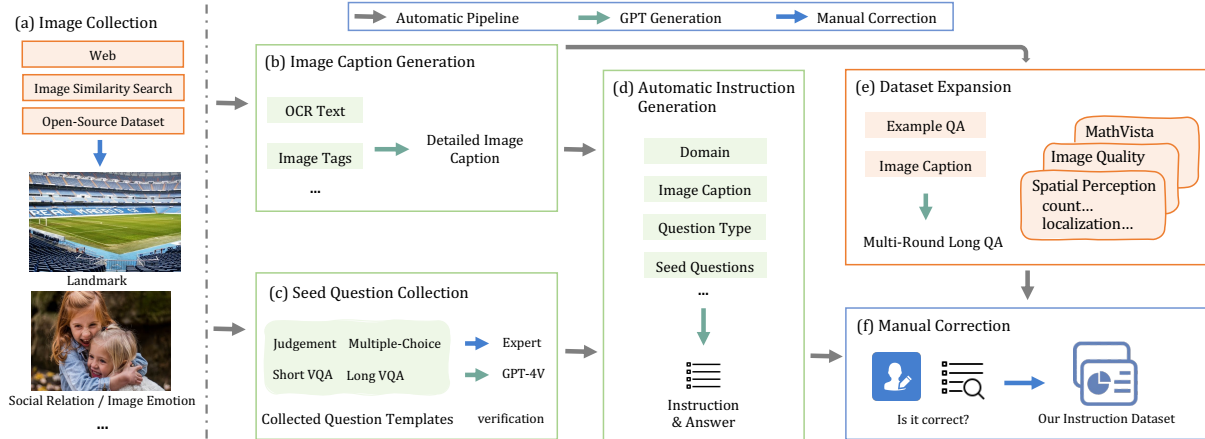 (a) Image Collection
Web
Image Similarity Search
Open-Source Dataset
REAL MADRID
Landmark
Social Relation / Image Emotion
...
Automatic Pipeline
GPT Generation
Manual Correction
(b) Image Caption Generation
OCR Text
Image Tags
...
Detailed Image
Caption
(c) Seed Question Collection
Judgement
Multiple-Choice
Short VQA
Long VQA
Expert
GPT-4V
Collected Question Templates
verification
(d) Automatic Instruction
Generation
Domain
Image Caption
Question Type
Seed Questions
...
Instruction
& Answer
(e) Dataset Expansion
Example QA
Image Caption
Multi-Round Long QA
MathVista
Image Quality
Spatial Perception
count...
localization...
(f) Manual Correction
Is it correct?
Our Instruction Dataset